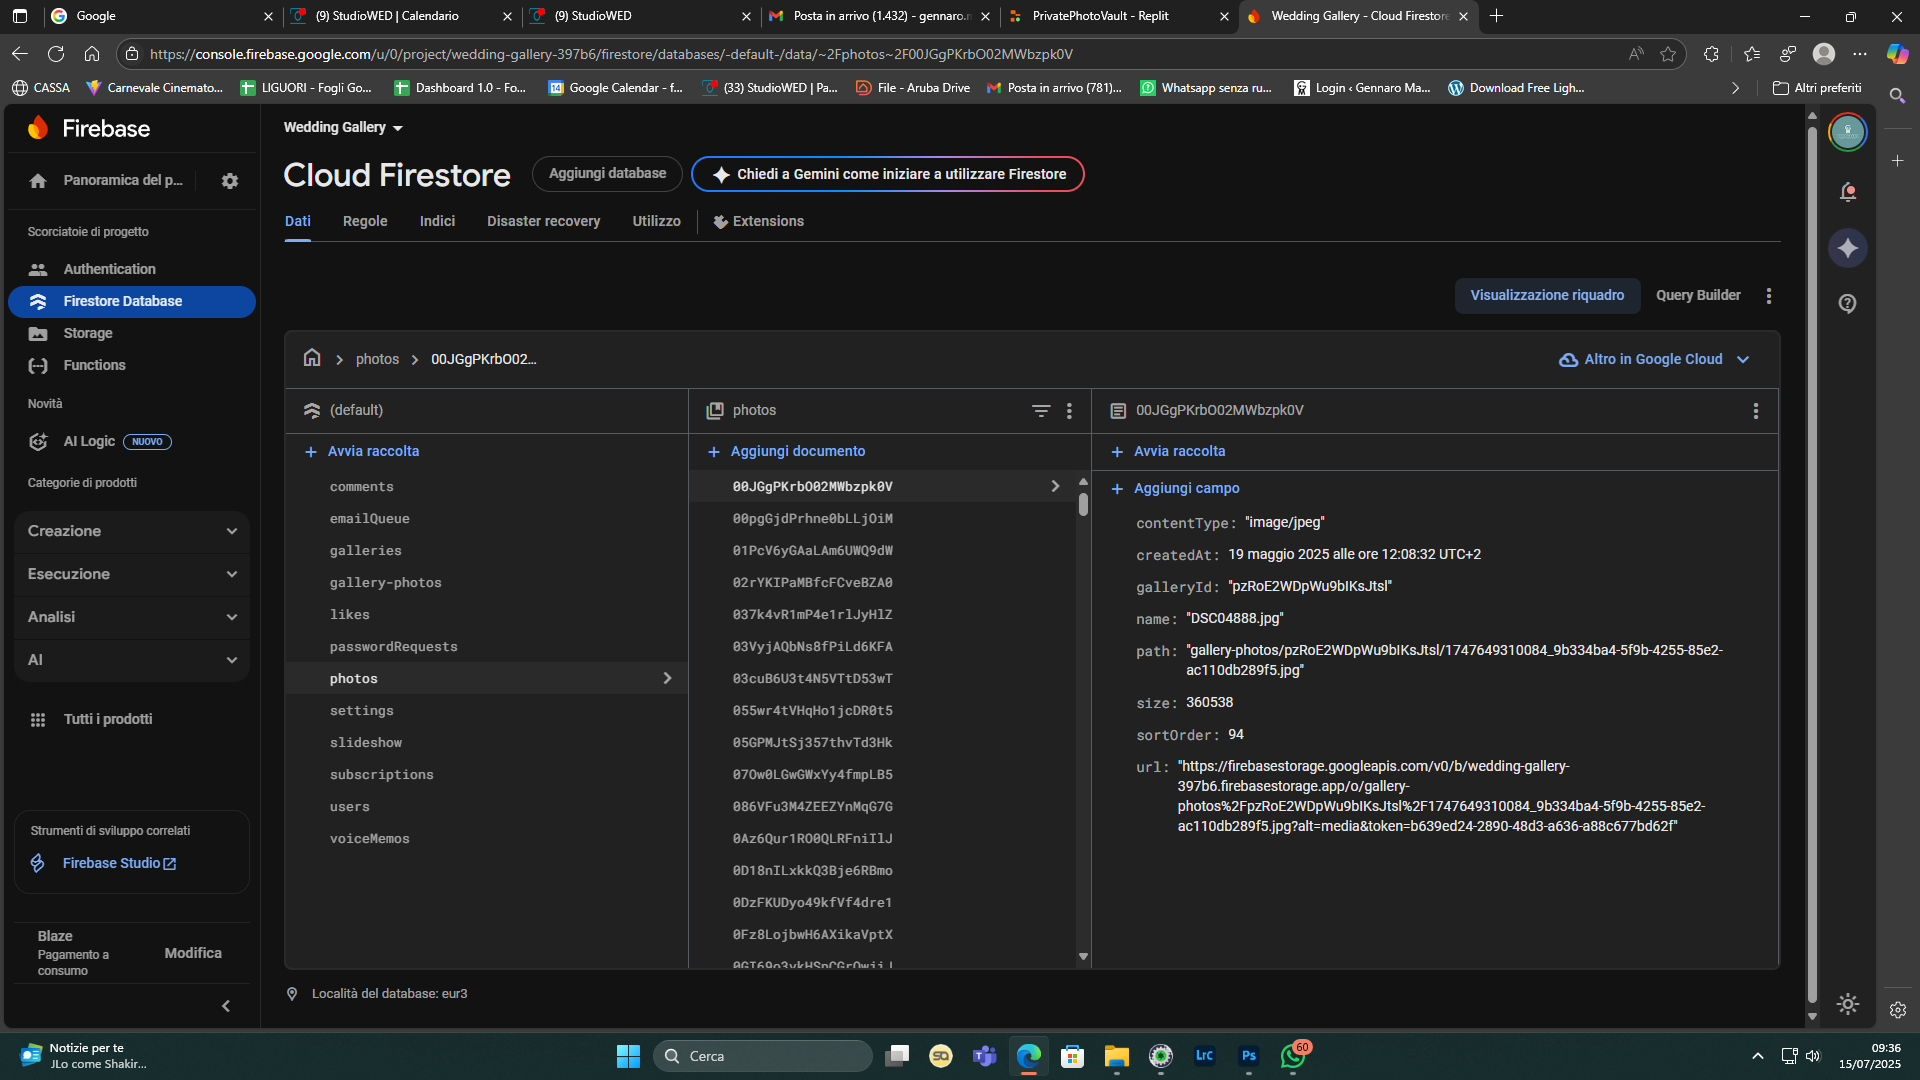 Google
(9) StudioWED | Calendario
(9) StudioWED
Posta in arrivo (1.432) - gennaro.n
PrivatePhotoVault - Replit
Wedding Gallery - Cloud Firestore
https://console.firebase.google.com/u/0/project/wedding-gallery-397b6/firestore/databases/-default-/data/~2Fphotos~2F00JGgPKrbO02MWbzpk0V
CASSA
Carnevale Cinemato...
LIGUORI - Fogli Go...
Dashboard 1.0 - Fo...
Google Calendar - f...
(33) StudioWED | Pa...
File - Aruba Drive
Posta in arrivo (781)...
Whatsapp senza ru...
Login ‹ Gennaro Ma...
Download Free Ligh...
Altri preferiti
Firebase
Panoramica del p...
Scorciatoie di progetto
Authentication
Firestore Database
Storage
Functions
Novità
AI Logic
NUOVO
Categorie di prodotti
Creazione
Esecuzione
Analisi
AI
Tutti i prodotti
Strumenti di sviluppo correlati
Firebase Studio
Blaze
Pagamento a
consumo
Modifica
Wedding Gallery
Cloud Firestore
Aggiungi database
Chiedi a Gemini come iniziare a utilizzare Firestore
Dati
Regole
Indici
Disaster recovery
Utilizzo
Extensions
Visualizzazione riquadro
Query Builder
photos
00JGgPKrbO02...
Altro in Google Cloud
(default)
Avvia raccolta
comments
emailQueue
galleries
gallery-photos
likes
passwordRequests
photos
settings
slideshow
subscriptions
users
voiceMemos
photos
Aggiungi documento
00JGgPKrbO02MWbzpk0V
00pgGjdPrhne0bLLjOiM
01PcV6yGAaLAm6UWQ9dW
02rYKIPaMBfcFCveBZA0
037k4vR1mP4e1rlJyHlZ
03VyjAQbNs8fPiLd6KFA
03cuB6U3t4N5VTtD53wT
055wr4tVHqHo1jcDR0t5
05GPMJtSj357thvTd3Hk
07Ow0LGwGWxYy4fmpLB5
086VFu3M4ZEEZYnMqG7G
0Az6Qur1RO0QLRFniIlJ
0D18nILxkkQ3Bje6RBmo
0DzFKUDyo49kfVf4dre1
0Fz8LojbwH6AXikaVptX
00JGgPKrbO02MWbzpk0V
Avvia raccolta
Aggiungi campo
contentType: "image/jpeg"
createdAt: 19 maggio 2025 alle ore 12:08:32 UTC+2
galleryId: "pzRoE2WDpWu9bIKsJtsl"
name: "DSC04888.jpg"
path: "gallery-photos/pzRoE2WDpWu9bIKsJtsl/1747649310084_9b334ba4-5f9b-4255-85e2-
ac110db289f5.jpg"
size: 360538
sortOrder: 94
url: "https://firebasestorage.googleapis.com/v0/b/wedding-gallery-
397b6.firebasestorage.app/o/gallery-
photos%2FpzRoE2WDpWu9bIKsJtsl%2F1747649310084_9b334ba4-5f9b-4255-85e2-
ac110db289f5.jpg?alt=media&token=b639ed24-2890-48d3-a636-a88c677bd62f"
Località del database: eur3
Notizie per te
JLo come Shakir...
Cerca
SQ
LrC
Ps
60
09:36
15/07/2025